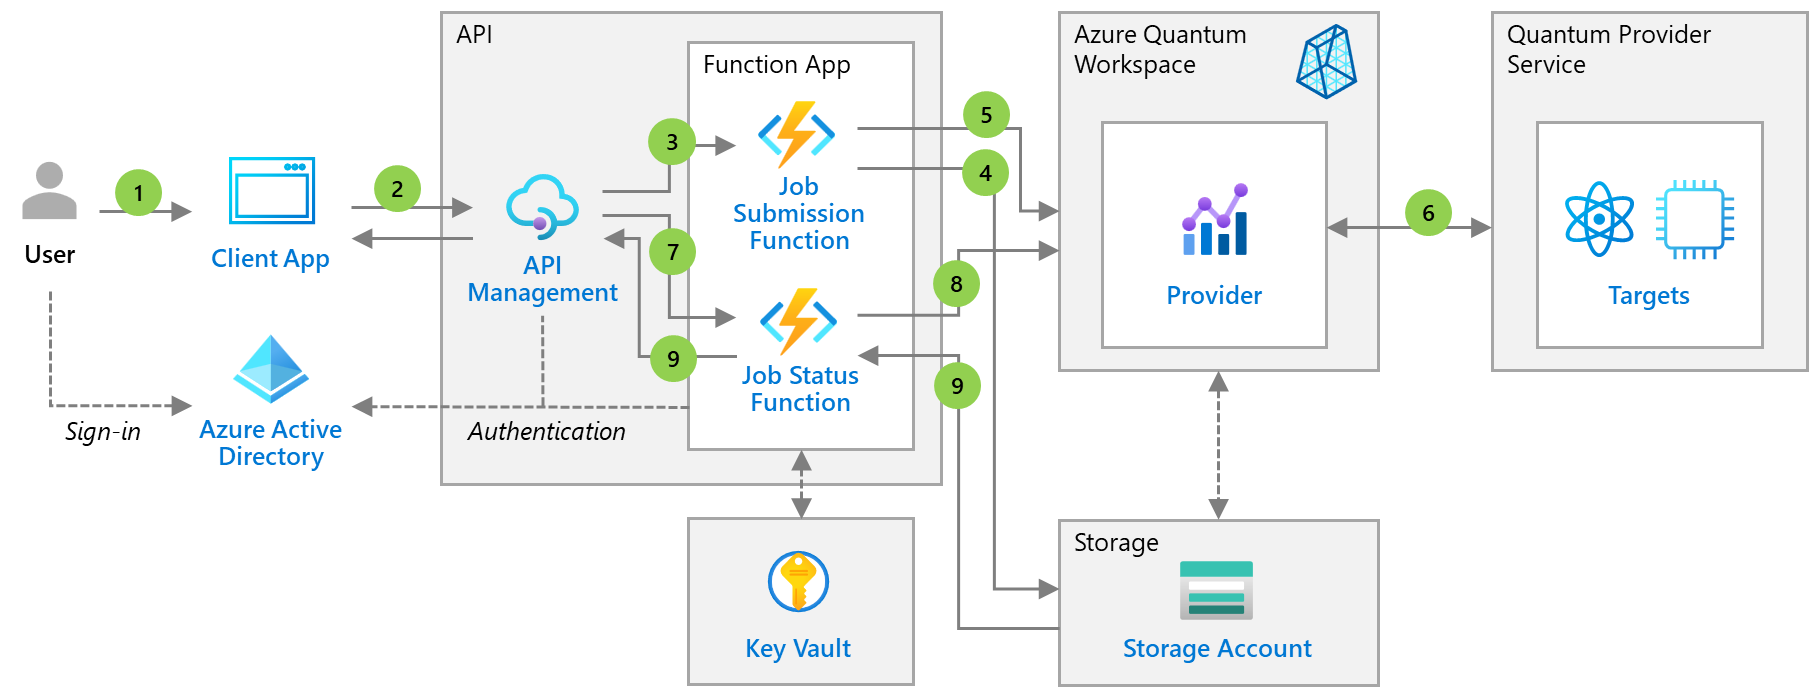 API
Function App
Azure Quantum
Workspace
Quantum Provider
Service
1
2
3
5
4
6
7
8
9
9
User
Client App
API
Management
Job
Submission
Function
Job Status
Function
Provider
Targets
Sign-in
Azure Active
Directory
Authentication
Key Vault
Storage
Storage Account